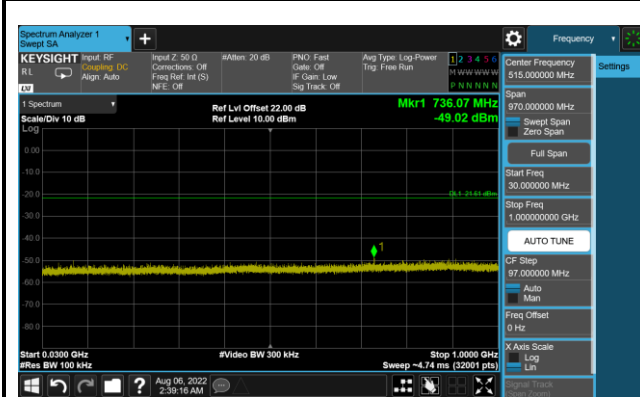 Spectrum Analyzer 1
Swept SA
Frequency
KEYSIGHT
RL
Input: RF
Coupling: DC
Align: Auto
Input Z: 50 Ω
Corrections: Off
Freq Ref: Int (S)
NFE: Off
#Atten: 20 dB
PNO: Fast
Gate: Off
IF Gain: Low
Sig Track: Off
Avg Type: Log-Power
Trig: Free Run
1 2 3 4 5 6
M W W W W W
P N N N N N
LXI
1 Spectrum
Scale/Div 10 dB
Log
Ref Lvl Offset 22.00 dB
Ref Level 10.00 dBm
Mkr1 736.07 MHz
-49.02 dBm
0.00
-10.0
-20.0
-30.0
-40.0
-50.0
-60.0
-70.0
-80.0
DL1 -21.61 dBm
1
Start 0.0300 GHz
#Res BW 100 kHz
#Video BW 300 kHz
Stop 1.0000 GHz
Sweep ~4.74 ms (32001 pts)
Aug 06, 2022
2:39:16 AM
Settings
Center Frequency
515.000000 MHz
Span
970.000000 MHz
Swept Span
Zero Span
Full Span
Start Freq
30.000000 MHz
Stop Freq
1.000000000 GHz
AUTO TUNE
CF Step
97.000000 MHz
Auto
Man
Freq Offset
0 Hz
X Axis Scale
Log
Lin
Signal Track
(Span Zoom)